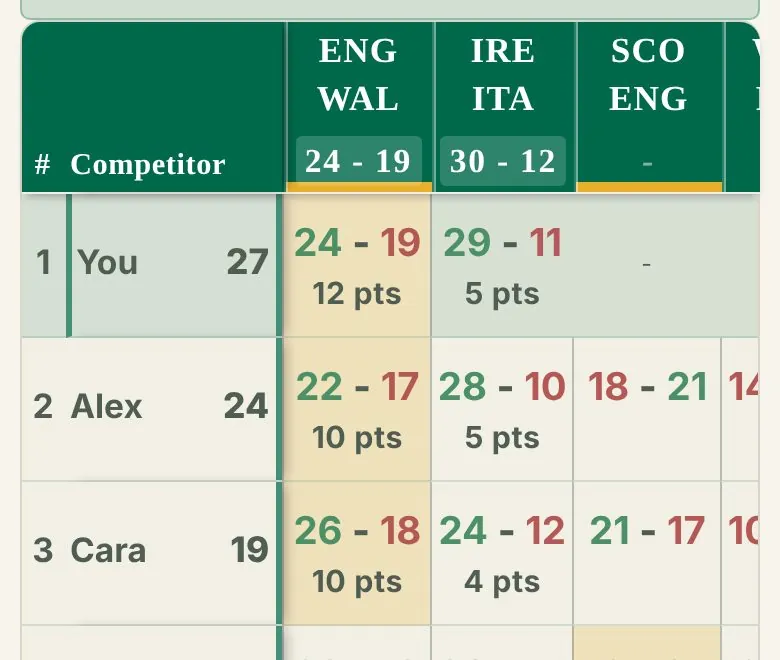 ENG IRE SCO
WAL ITA ENG
# Competitor 24 - 19 30 - 12 -
1 You 27 24 - 19 29 - 11 -
12 pts 5 pts
2 Alex 24 22 - 17 28 - 10 18 - 21 14
10 pts 5 pts
3 Cara 19 26 - 18 24 - 12 21 - 17 10
10 pts 4 pts